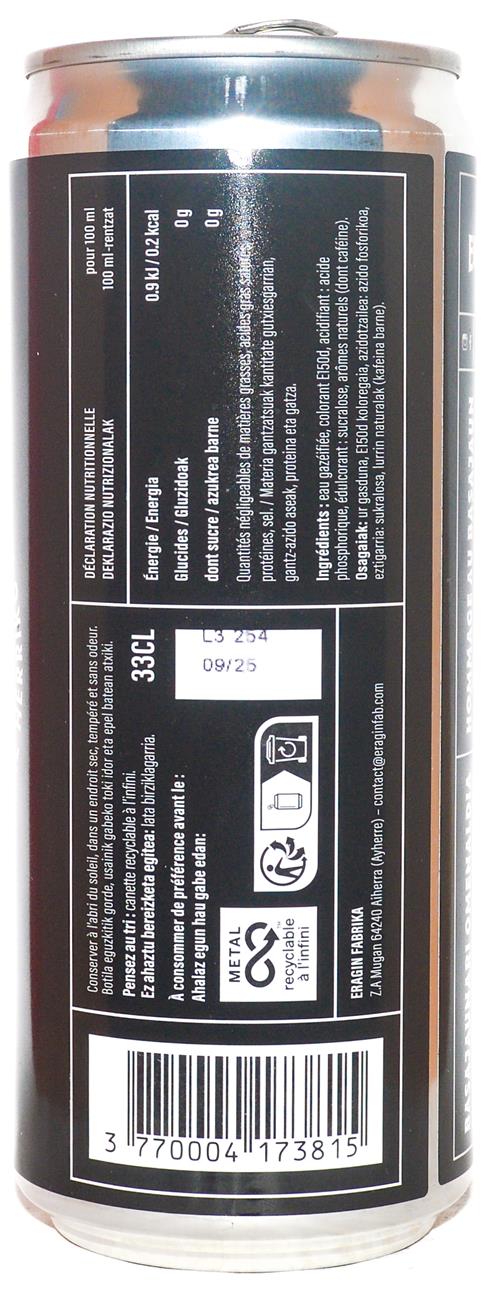 DÉCLARATION NUTRITIONNELLE
DEKLARAZIO NUTRIZIONALAK
pour 100 ml
100 ml-rentzat
Énergie / Energia 0.9 kJ / 0.2 kcal
Glucides / Gluzidoak 0 g
dont sucre / azukrea barne 0 g
Quantités négligeables de matières grasses, acides gras
protéines, sel. / Materia gantzatsuak kantitate gutxiesgarrian,
gantz-azido aseak, proteina eta gatza.
Ingrédients : eau gazéifiée, colorant E150d, acidifiant : acide
phosphorique, édulcorant : sucralose, arômes naturels (dont caféine).
Osagaiak: ur gasduna, E150d koloregaia, azidotzailea: azido fosforikoa,
eztigarria: sukralosa, lurrin naturalak (kafeina barne).
Conserver à l'abri du soleil, dans un endroit sec, tempéré et sans odeur.
Botila eguzkitik gorde, usainik gabeko toki idor eta epel batean atxiki.
Pensez au tri : canette recyclable à l'infini.
Ez ahaztu bereizketa egitea: lata birziklagarria.
33CL
À consommer de préférence avant le :
Ahalaz egun hau gabe edan:
L3 254
09/25
METAL
recyclable
à l'infini
ERAGIN FABRIKA
Z.A Mugan 64240 Aiherra (Ayherre) – contact@eraginfab.com
3 770004 173815
HOMMAGE AU BASAJAUN